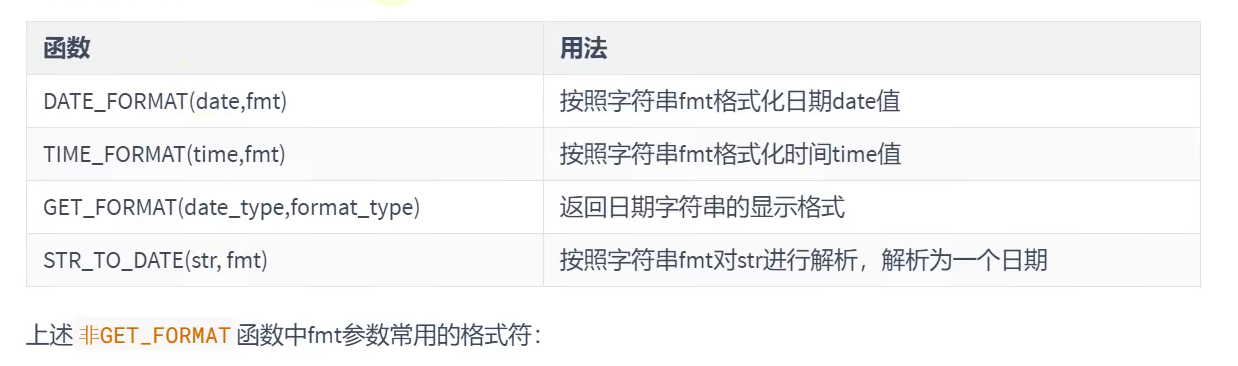 函数 用法
DATE_FORMAT(date,fmt) 按照字符串fmt格式化日期date值
TIME_FORMAT(time,fmt) 按照字符串fmt格式化时间time值
GET_FORMAT(date_type,format_type) 返回日期字符串的显示格式
STR_TO_DATE(str, fmt) 按照字符串fmt对str进行解析，解析为一个日期
上述 非GET_FORMAT 函数中fmt参数常用的格式符：